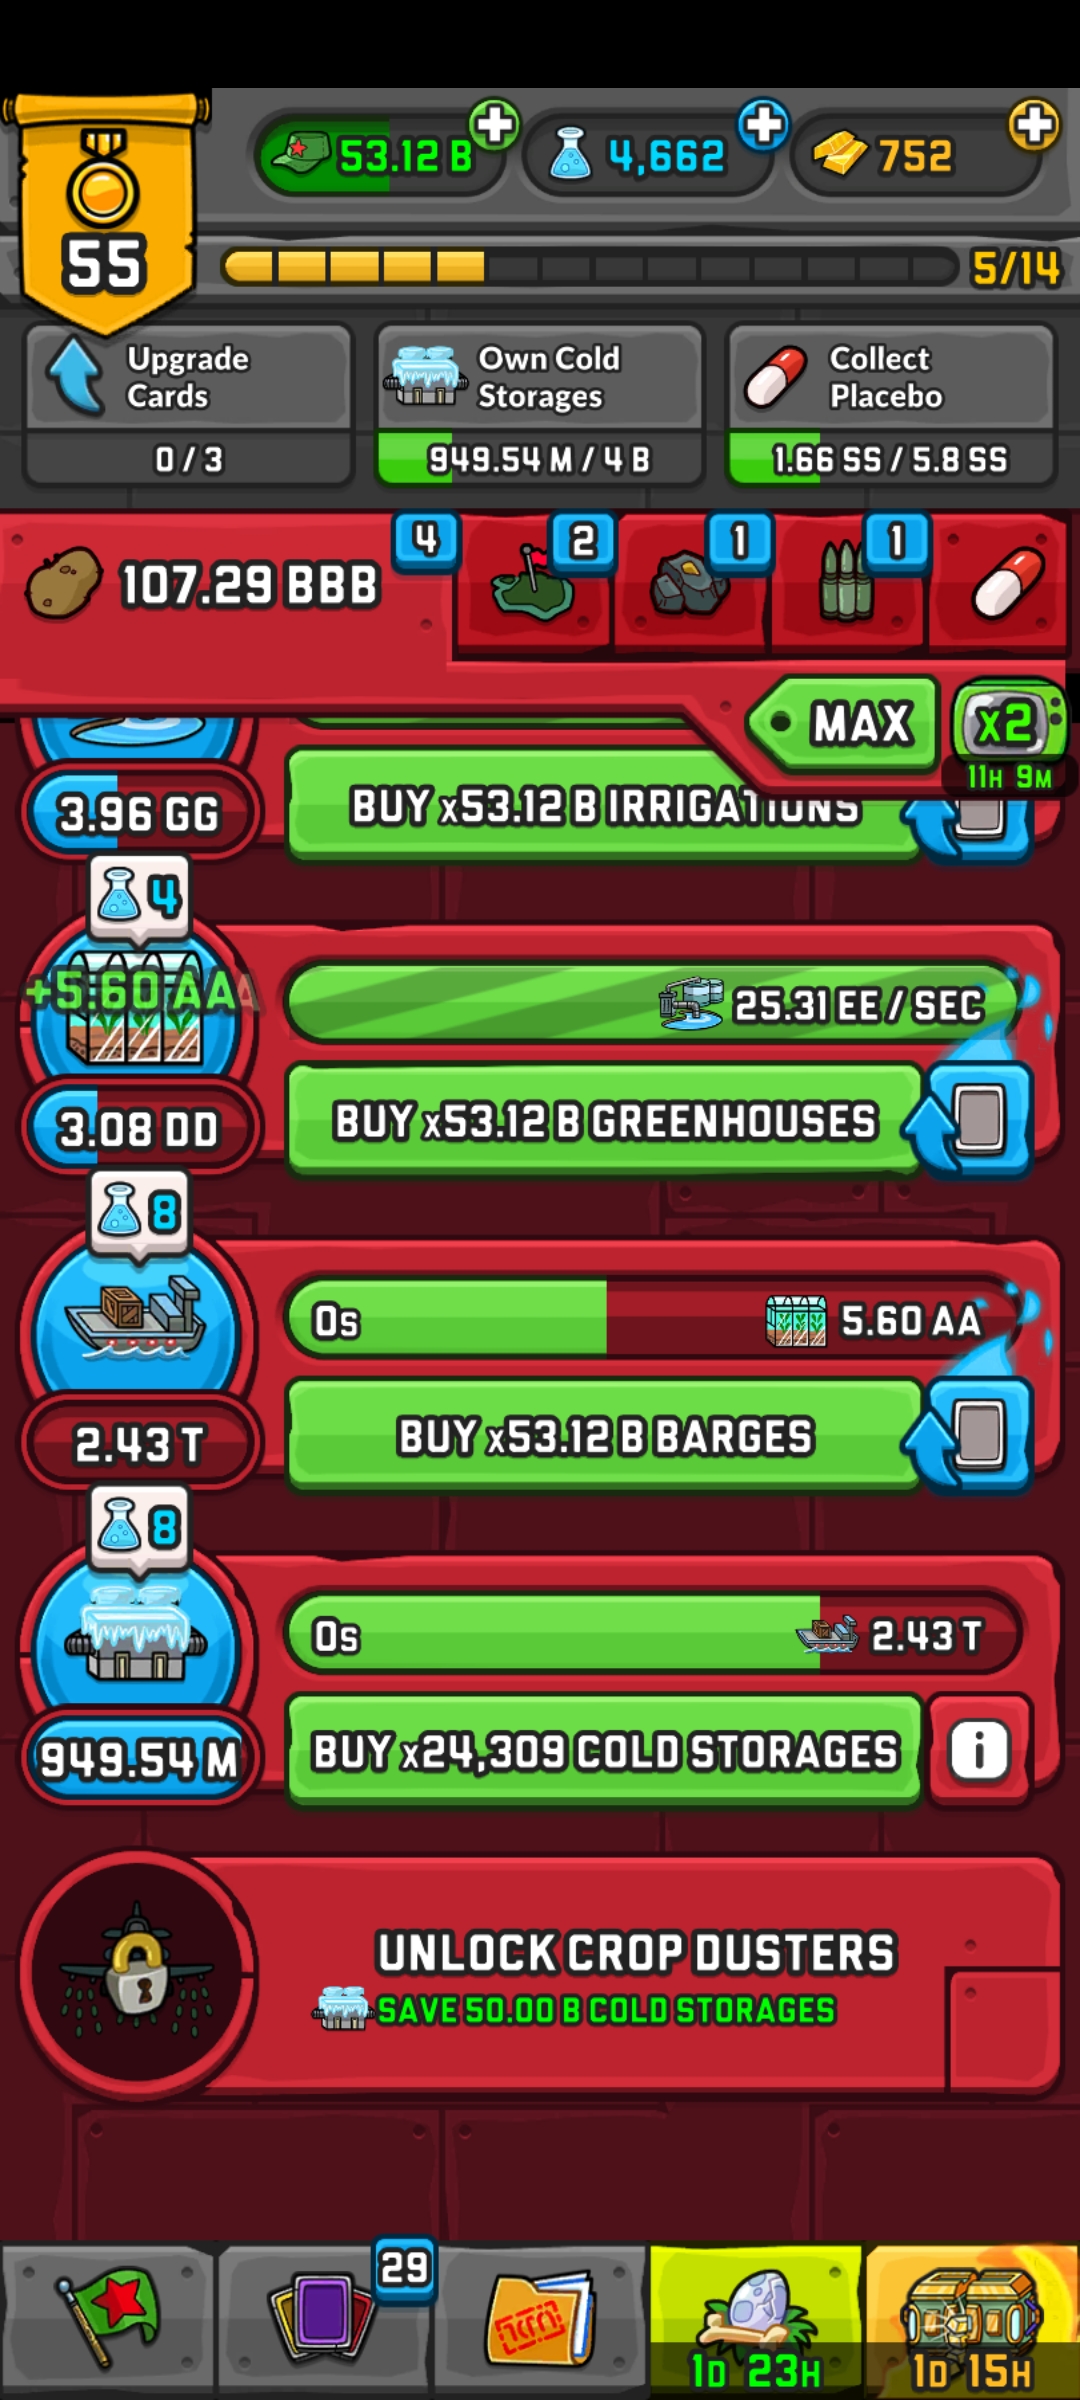 53.12 B
4,662
752
55
5/14
Upgrade
Cards
0 / 3
Own Cold
Storages
949.54 M / 4 B
Collect
Placebo
1.66 SS / 5.8 SS
107.29 BBB
4
2
1
1
MAX
x2
11H 9M
3.96 GG
BUY x53.12 B IRRIGATIONS
4
+5.60 AA
25.31 EE / SEC
3.08 DD
BUY x53.12 B GREENHOUSES
8
0s
5.60 AA
2.43 T
BUY x53.12 B BARGES
8
0s
2.43 T
949.54 M
BUY x24,309 COLD STORAGES
i
UNLOCK CROP DUSTERS
SAVE 50.00 B COLD STORAGES
29
1D 23H
1D 15H